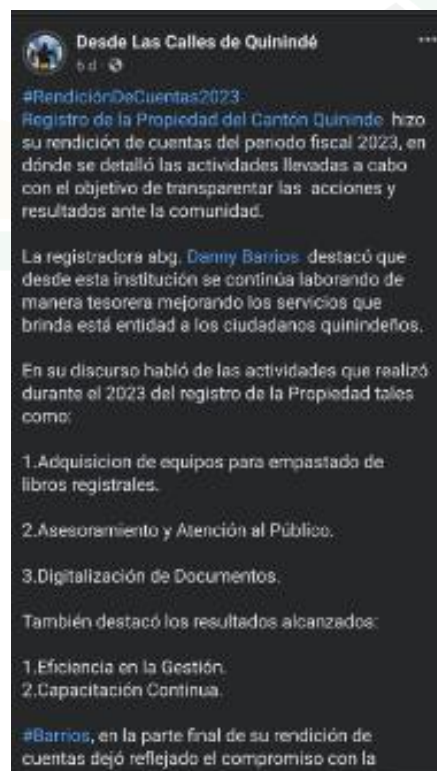 Desde Las Calles de Quinindé
6 d
#RendiciónDeCuentas2023
Registro de la Propiedad del Cantón Quininde hizo
su rendición de cuentas del periodo fiscal 2023, en
dónde se detalló las actividades llevadas a cabo
con el objetivo de transparentar las acciones y
resultados ante la comunidad.
La registradora abg. Danny Barrios destacó que
desde esta institución se continúa laborando de
manera tesorera mejorando los servicios que
brinda está entidad a los ciudadanos quinindeños.
En su discurso habló de las actividades que realizó
durante el 2023 del registro de la Propiedad tales
como:
1.Adquisicion de equipos para empastado de
libros registrales.
2.Asesoramiento y Atención al Público.
3.Digitalización de Documentos.
También destacó los resultados alcanzados:
1.Eficiencia en la Gestión.
2.Capacitación Continua.
#Barrios, en la parte final de su rendición de
cuentas dejó reflejado el compromiso con la